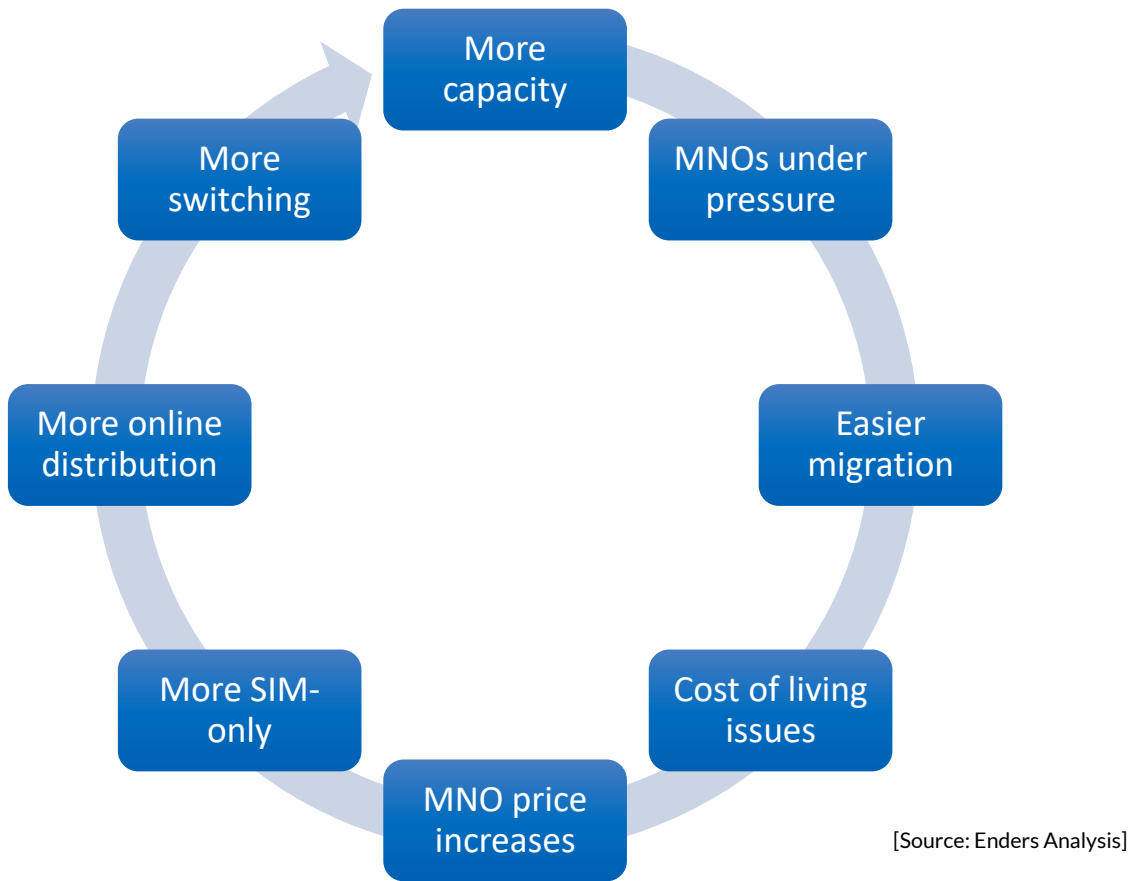 More
capacity
MNOs under
pressure
Easier
migration
Cost of living
issues
MNO price
increases
More SIM-
only
More online
distribution
More
switching
[Source: Enders Analysis]